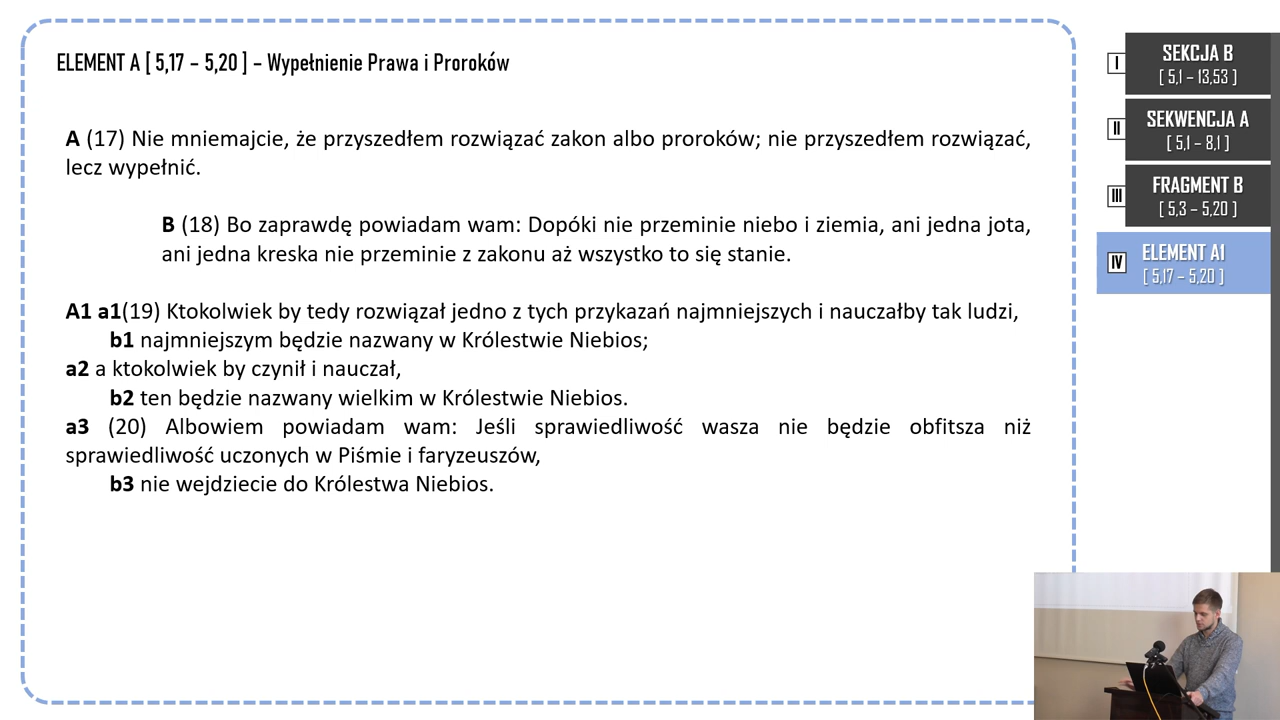 ELEMENT A [ 5,17 – 5,20 ] – Wypełnienie Prawa i Proroków
A (17) Nie mniemajcie, że przyszedłem rozwiązać zakon albo proroków; nie przyszedłem rozwiązać,
lecz wypełnić.
B (18) Bo zaprawdę powiadam wam: Dopóki nie przeminie niebo i ziemia, ani jedna jota,
ani jedna kreska nie przeminie z zakonu aż wszystko to się stanie.
A1 a1(19) Ktokolwiek by tedy rozwiązał jedno z tych przykazań najmniejszych i nauczałby tak ludzi,
b1 najmniejszym będzie nazwany w Królestwie Niebios;
a2 a ktokolwiek by czynił i nauczał,
b2 ten będzie nazwany wielkim w Królestwie Niebios.
a3 (20) Albowiem powiadam wam: Jeśli sprawiedliwość wasza nie będzie obfitsza niż
sprawiedliwość uczonych w Piśmie i faryzeuszów,
b3 nie wejdziecie do Królestwa Niebios.
I
SEKCJA B
[ 5,1 – 13,53 ]
II
SEKWENCJA A
[ 5,1 – 8,1 ]
III
FRAGMENT B
[ 5,3 – 5,20 ]
IV
ELEMENT A1
[ 5,17 – 5,20 ]